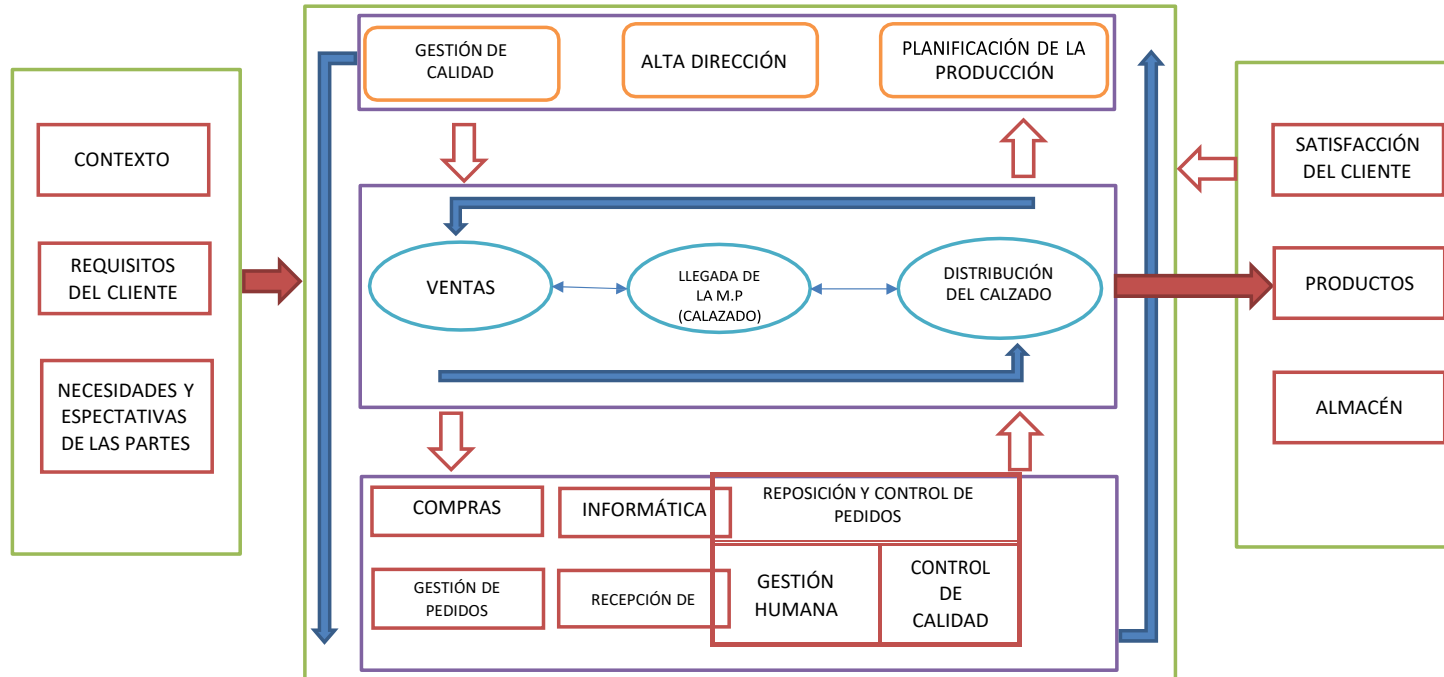 GESTIÓN DE
CALIDAD
ALTA DIRECCIÓN
PLANIFICACIÓN DE LA
PRODUCCIÓN
CONTEXTO
REQUISITOS
DEL CLIENTE
NECESIDADES Y
ESPECTATIVAS
DE LAS PARTES
VENTAS
LLEGADA DE
LA M.P
(CALAZADO)
DISTRIBUCIÓN
DEL CALZADO
SATISFACCIÓN
DEL CLIENTE
PRODUCTOS
ALMACÉN
COMPRAS
INFORMÁTICA
REPOSICIÓN Y CONTROL DE
PEDIDOS
GESTIÓN DE
PEDIDOS
RECEPCIÓN DE
GESTIÓN
HUMANA
CONTROL
DE
CALIDAD